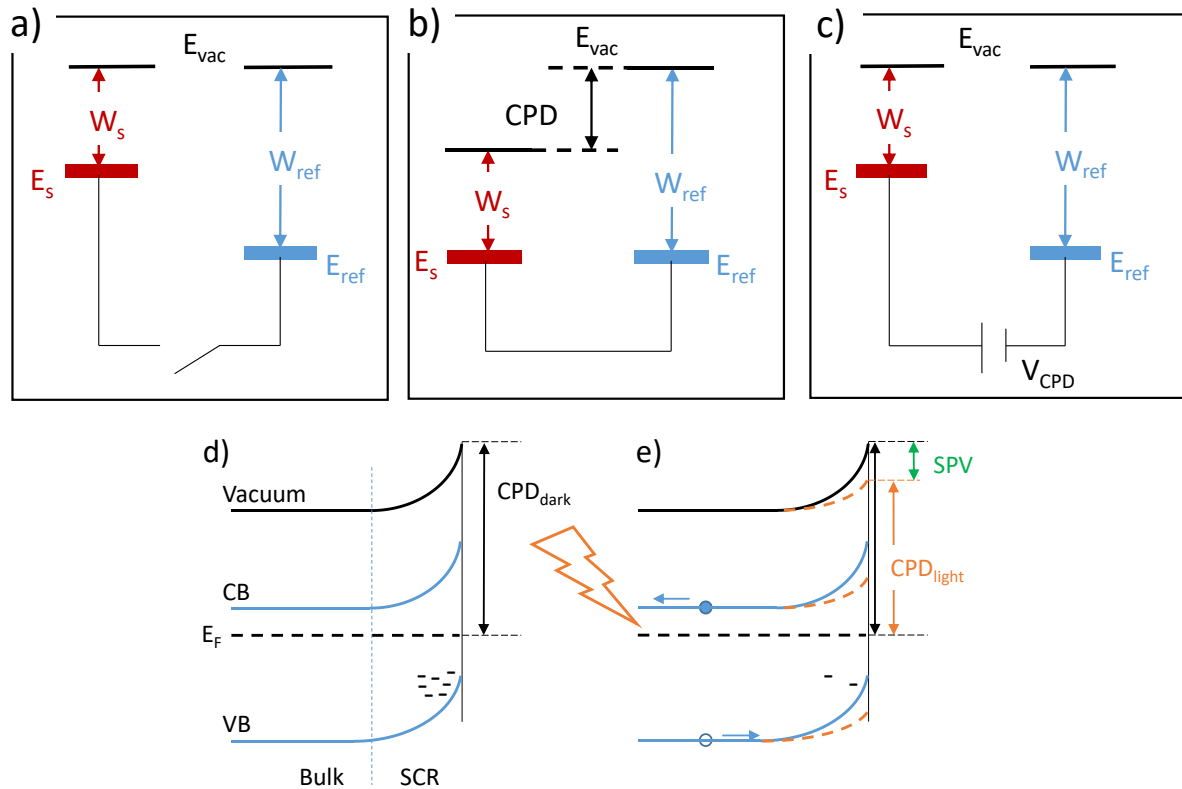 a)
E_vac
W_s
W_ref
E_s
E_ref
b)
E_vac
CPD
W_s
W_ref
E_s
E_ref
c)
E_vac
W_s
W_ref
E_s
E_ref
V_CPD
d)
Vacuum
CPD_dark
CB
E_F
VB
Bulk
SCR
e)
SPV
CPD_light